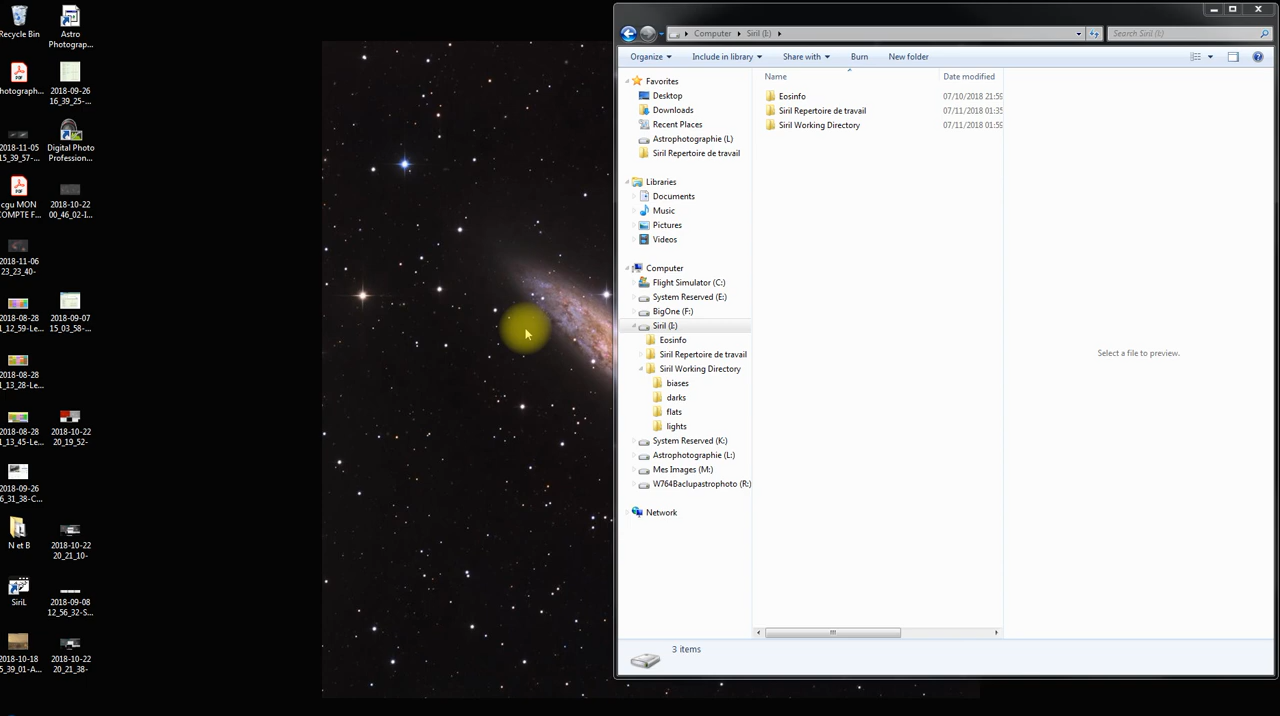 Recycle Bin
Astro
Photograp...
hotograph...
2018-09-26
16_39_25-...
2018-11-05
15_39_57-...
Digital Photo
Profession...
cgu MON
COMPTE F...
2018-10-22
00_46_02-I...
2018-11-06
23_23_40-
2018-08-28
1_12_59-Le...
2018-09-07
15_03_58-...
2018-08-28
1_13_28-Le...
2018-08-28
1_13_45-Le...
2018-10-22
20_19_52-
2018-09-26
6_31_38-C...
N et B
2018-10-22
20_21_10-
SiriL
2018-09-08
12_56_32-S...
2018-10-18
5_39_01-A...
2018-10-22
20_21_38-
Computer
Siril (I:)
Search Siril (I:)
Organize
Include in library
Share with
Burn
New folder
Favorites
Desktop
Downloads
Recent Places
Astrophotographie (L)
Siril Repertoire de travail
Libraries
Documents
Music
Pictures
Videos
Computer
Flight Simulator (C:)
System Reserved (E:)
BigOne (F:)
Siril (I:)
Eosinfo
Siril Repertoire de travail
Siril Working Directory
biases
darks
flats
lights
System Reserved (K:)
Astrophotographie (L:)
Mes Images (M:)
W764Baclupastrophoto (R:)
Network
Name
Date modified
Eosinfo
07/10/2018 21:59
Siril Repertoire de travail
07/11/2018 01:35
Siril Working Directory
07/11/2018 01:59
Select a file to preview.
3 items